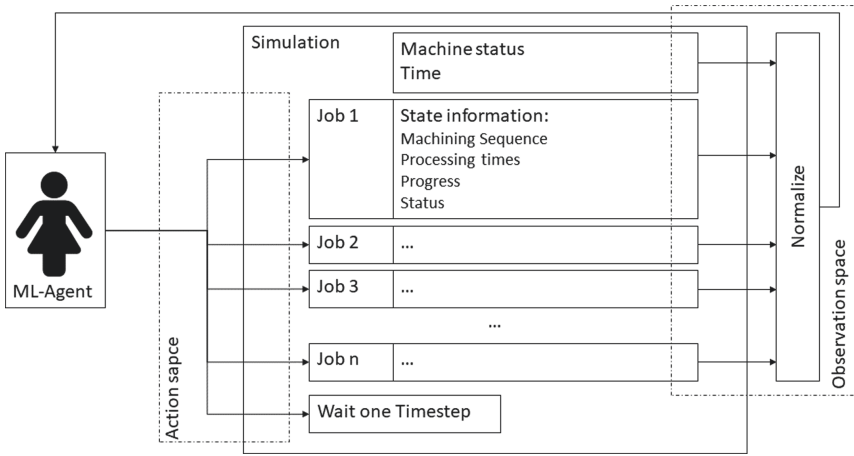 Simulation
Machine status
Time
Job 1
State information:
Machining Sequence
Processing times
Progress
Status
Job 2
...
Job 3
...
...
Job n
...
Wait one Timestep
ML-Agent
Action sapce
Normalize
Observation space